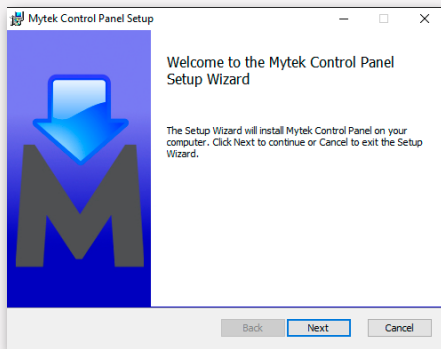 Mytek Control Panel Setup
Welcome to the Mytek Control Panel
Setup Wizard
The Setup Wizard will install Mytek Control Panel on your
computer. Click Next to continue or Cancel to exit the Setup
Wizard.
Back Next Cancel